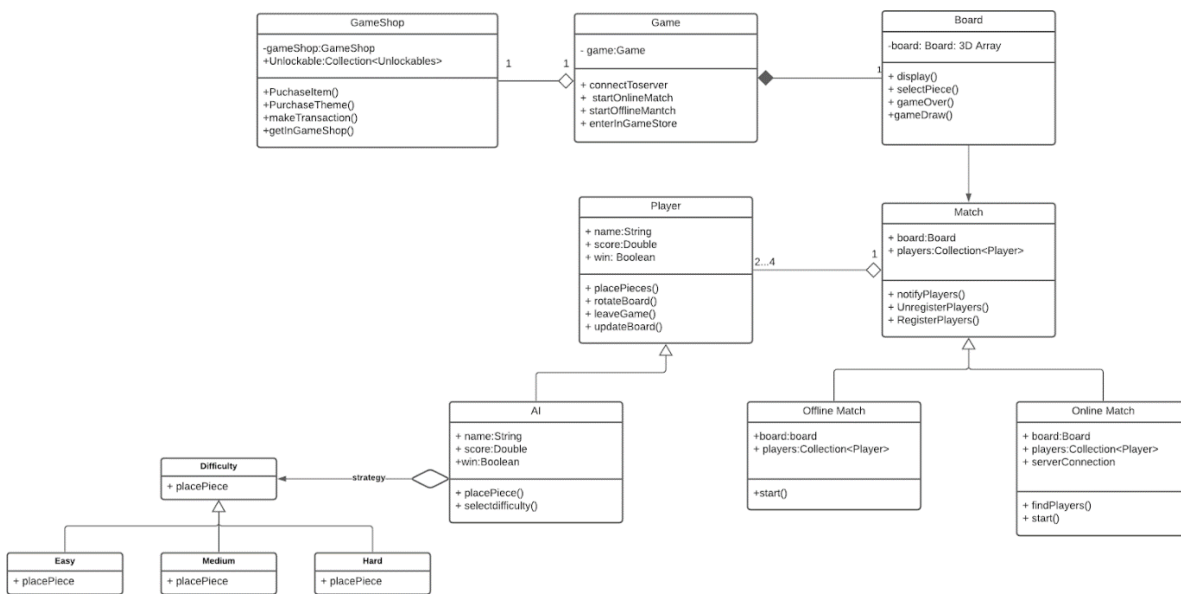 GameShop
-gameShop:GameShop
+Unlockable:Collection<Unlockables>
+PuchaseItem()
+PurchaseTheme()
+makeTransaction()
+getInGameShop()
1
1
Game
- game:Game
+ connectToserver
+ startOnlineMatch
+ startOfflineMantch
+ enterInGameStore
1
Board
-board: Board: 3D Array
+ display()
+ selectPiece()
+ gameOver()
+gameDraw()
Player
+ name:String
+ score:Double
+ win: Boolean
+ placePieces()
+ rotateBoard()
+ leaveGame()
+ updateBoard()
2...4
1
Match
+ board:Board
+ players:Collection<Player>
+ notifyPlayers()
+ UnregisterPlayers()
+ RegisterPlayers()
AI
+ name:String
+ score:Double
+win:Boolean
+ placePiece()
+ selectdifficulty()
Offline Match
+board:board
+ players:Collection<Player>
+start()
Online Match
+ board:Board
+ players:Collection<Player>
+ serverConnection
+ findPlayers()
+ start()
Difficulty
+ placePiece
strategy
Easy
+ placePiece
Medium
+ placePiece
Hard
+ placePiece